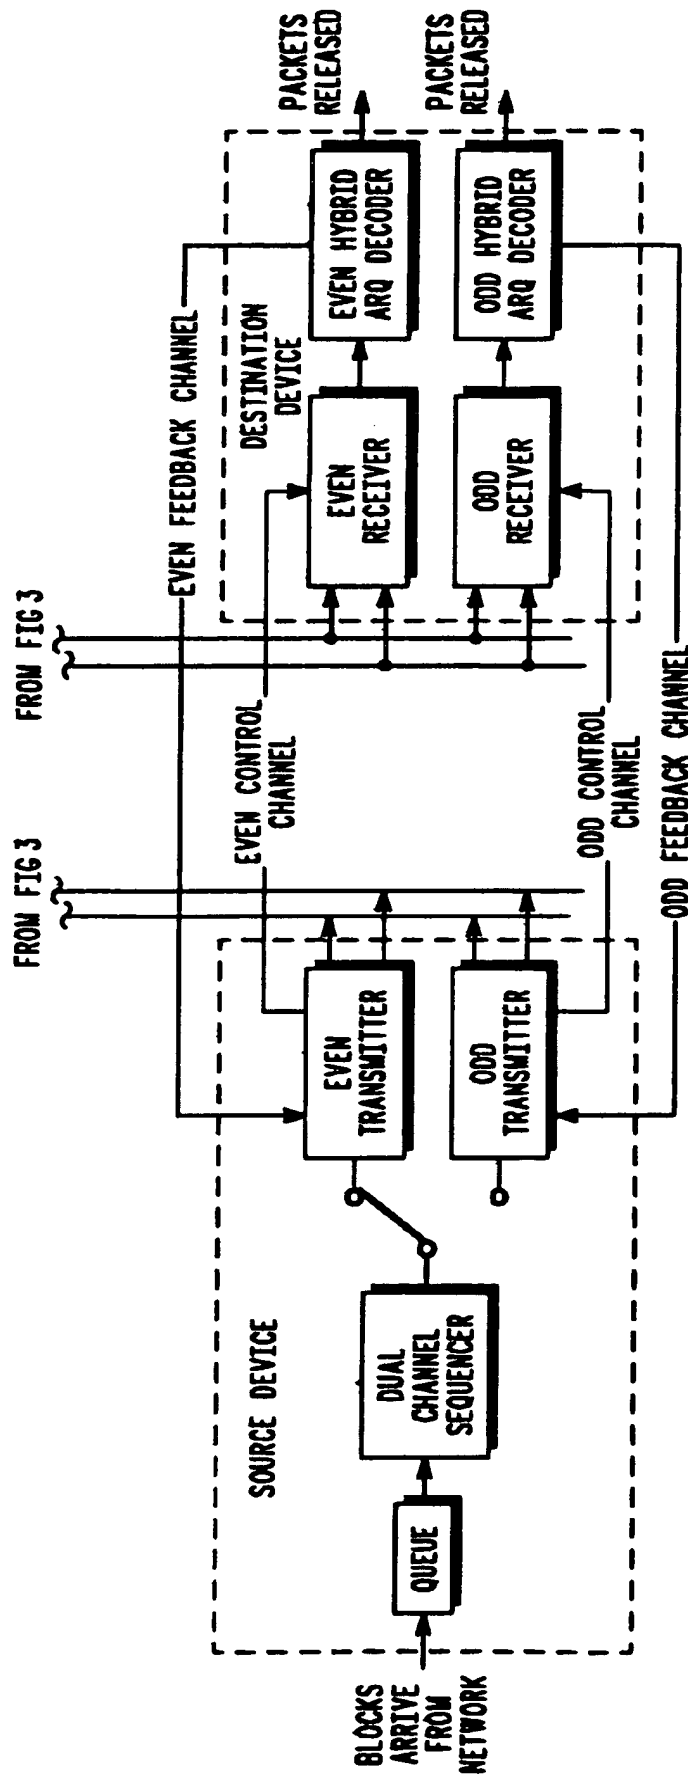 FROM FIG 3
FROM FIG 3
EVEN FEEDBACK CHANNEL
EVEN CONTROL
CHANNEL
SOURCE DEVICE
DESTINATION
DEVICE
BLOCKS
ARRIVE
FROM
NETWORK
QUEUE
DUAL
CHANNEL
SEQUENCER
EVEN
TRANSMITTER
EVEN
RECEIVER
EVEN HYBRID
ARQ DECODER
PACKETS
RELEASED
ODD
TRANSMITTER
ODD
RECEIVER
ODD HYBRID
ARQ DECODER
PACKETS
RELEASED
ODD CONTROL
CHANNEL
ODD FEEDBACK CHANNEL